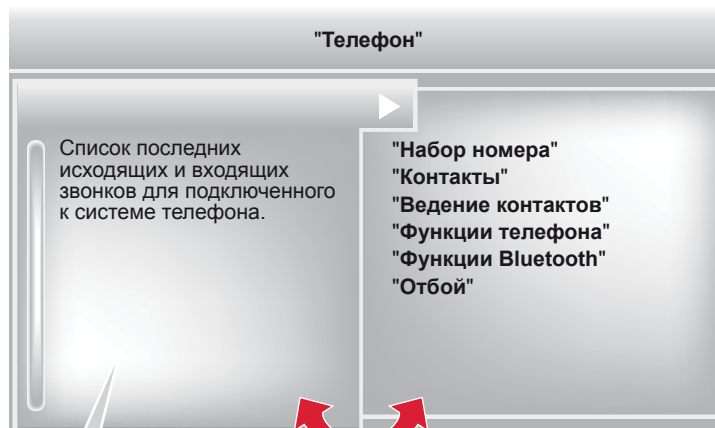 "Телефон"
Список последних
исходящих и входящих
звонков для подключенного
к системе телефона.
"Набор номера"
"Контакты"
"Ведение контактов"
"Функции телефона"
"Функции Bluetooth"
"Отбой"